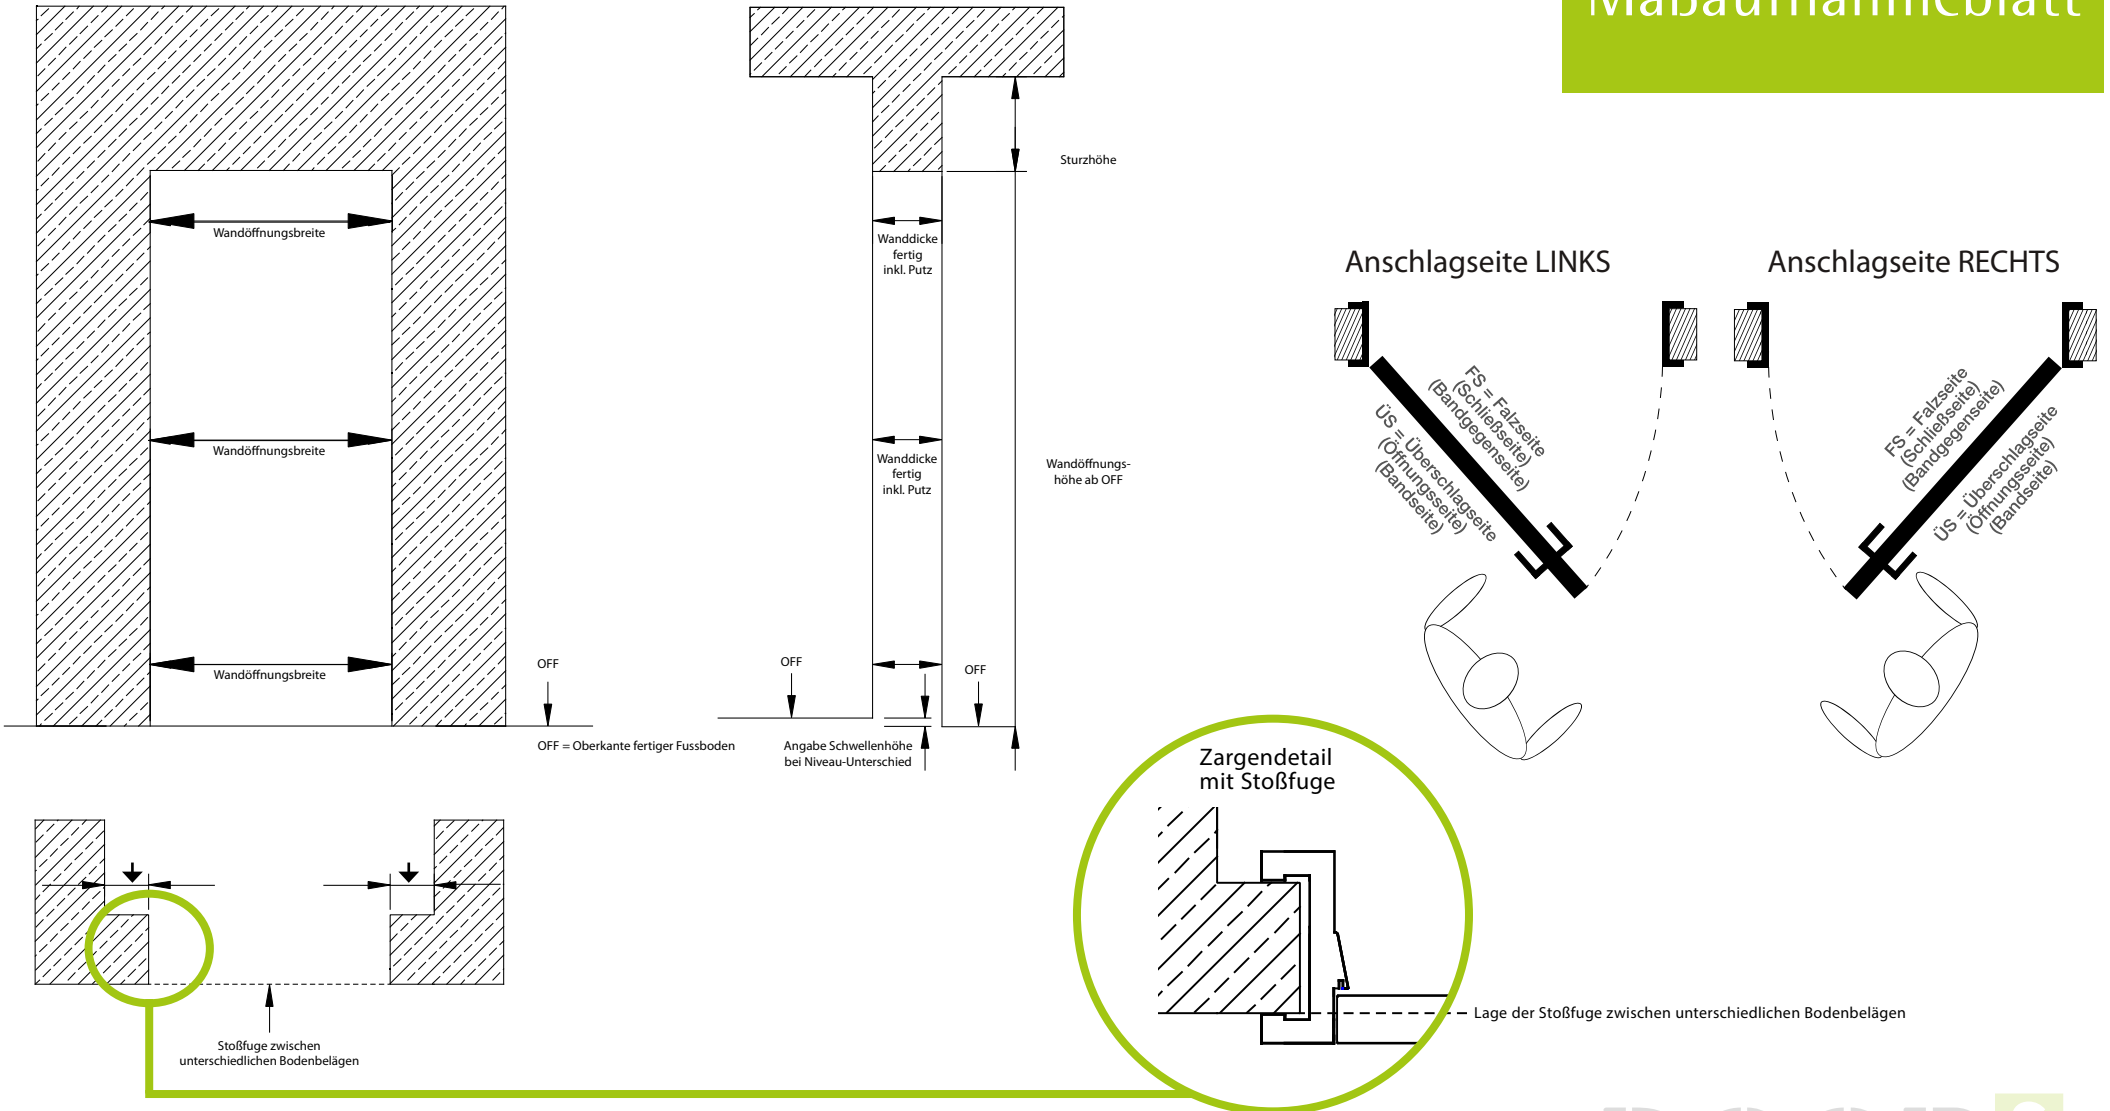 Maßaufnahmeblatt
Sturzhöhe
Wandöffnungsbreite
Wanddicke
fertig
inkl. Putz
Wandöffnungsbreite
Wanddicke
fertig
inkl. Putz
Wandöffnungs-
höhe ab OFF
Wandöffnungsbreite
OFF
OFF
OFF
OFF = Oberkante fertiger Fussboden
Angabe Schwellenhöhe
bei Niveau-Unterschied
Anschlagseite LINKS
FS = Falzseite
(Schließseite)
(Bandgegenseite)
ÜS = Überschlagseite
(Öffnungsseite)
(Bandseite)
Anschlagseite RECHTS
FS = Falzseite
(Schließseite)
(Bandgegenseite)
ÜS = Überschlagseite
(Öffnungsseite)
(Bandseite)
Stoßfuge zwischen
unterschiedlichen Bodenbelägen
Zargendetail
mit Stoßfuge
Lage der Stoßfuge zwischen unterschiedlichen Bodenbelägen